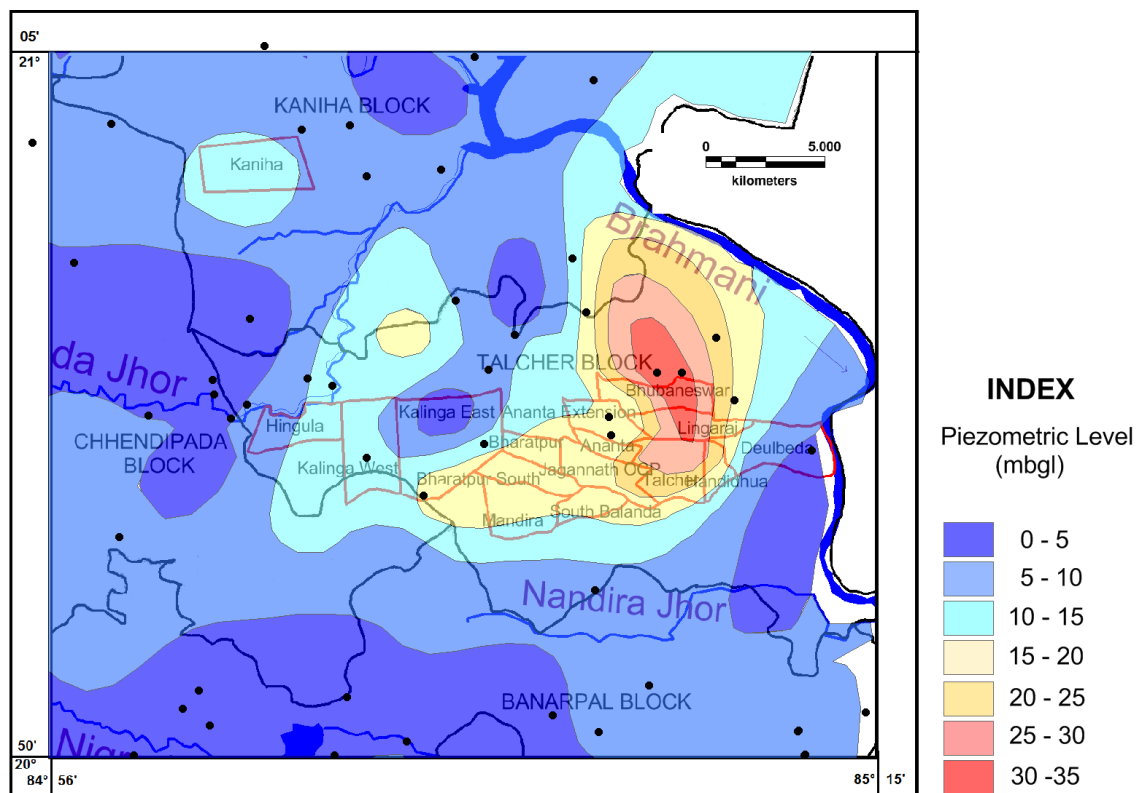 05'
21°
KANIHA BLOCK
Kaniha
0 5.000
kilometers
Brahmani
da Jhor
TALCHER BLOCK
Bhubaneswar
Kalinga East
Ananta Extension
Hingula
Lingaraj
CHHENDIPADA
BLOCK
Bharatpur
Ananta
Deulbeda
Kalinga West
Jagannath OCP
Bharatpur South
Talcher
Handidhua
Mandira
South Balanda
Nandira Jhor
BANARPAL BLOCK
Nigr
50'
20°
84° 56'
85° 15'
INDEX
Piezometric Level
(mbgl)
0 - 5
5 - 10
10 - 15
15 - 20
20 - 25
25 - 30
30 -35